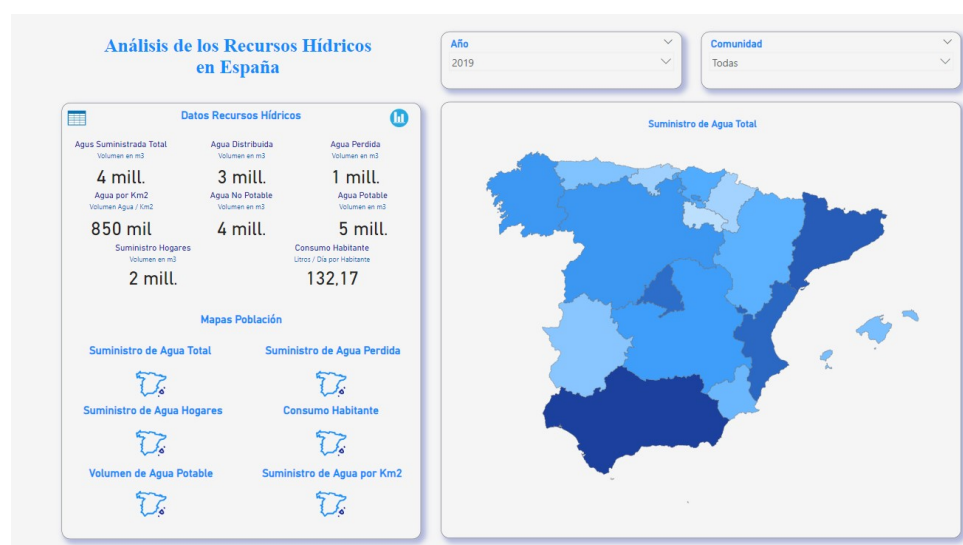 Análisis de los Recursos Hídricos
en España
Año
2019
Comunidad
Todas
Datos Recursos Hídricos
Agus Suministrada Total
Volumen en m3
4 mill.
Agua Distribuida
Volumen en m3
3 mill.
Agua Perdida
Volumen en m3
1 mill.
Agua por Km2
Volumen Agua / Km2
850 mil
Agua No Potable
Volumen en m3
4 mill.
Agua Potable
Volumen en m3
5 mill.
Suministro Hogares
Volumen en m3
2 mill.
Consumo Habitante
Litros / Día por Habitante
132,17
Mapas Población
Suministro de Agua Total
Suministro de Agua Perdida
Suministro de Agua Hogares
Consumo Habitante
Volumen de Agua Potable
Suministro de Agua por Km2
Suministro de Agua Total